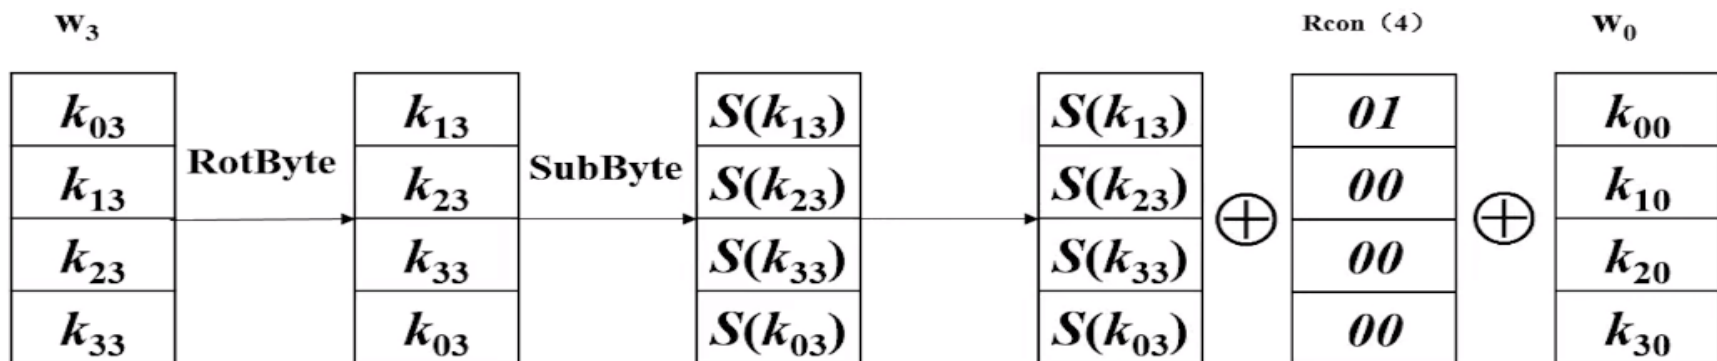 w₃ Rcon（4） w₀
k₀₃ k₁₃ S(k₁₃) S(k₁₃) 01 k₀₀
RotByte SubByte
k₁₃ k₂₃ S(k₂₃) S(k₂₃) ⊕ 00 ⊕ k₁₀
k₂₃ k₃₃ S(k₃₃) S(k₃₃) 00 k₂₀
k₃₃ k₀₃ S(k₀₃) S(k₀₃) 00 k₃₀